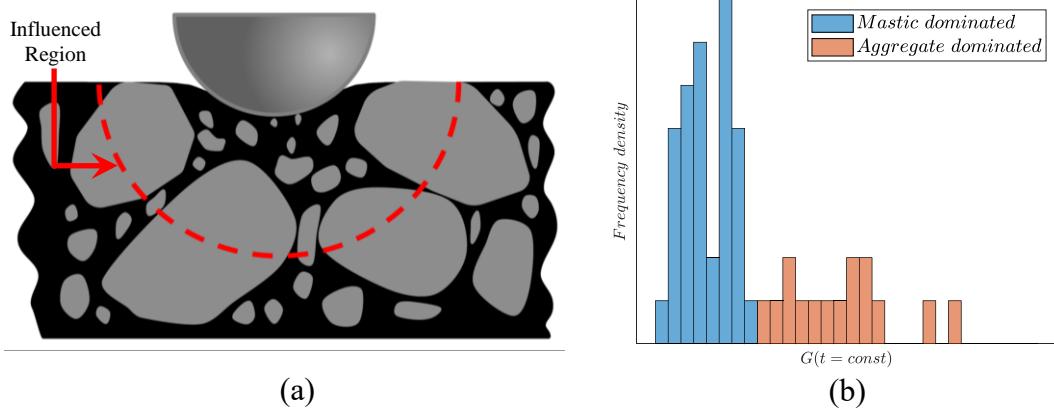 Influenced
Region
(a)
Mastic dominated
Aggregate dominated
Frequency density
G(t = const)
(b)